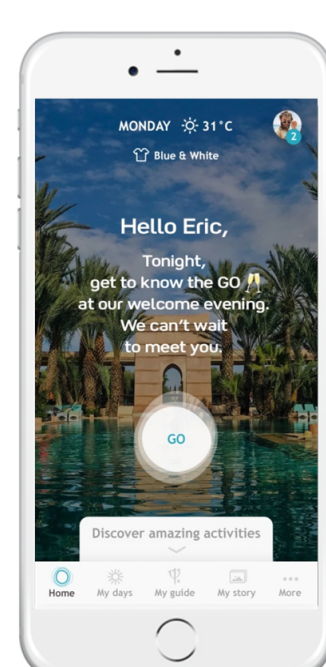 MONDAY 31°C
2
Blue & White
Hello Eric,
Tonight,
get to know the GO 🥂
at our welcome evening.
We can't wait
to meet you.
GO
Discover amazing activities
Home My days My guide My story More